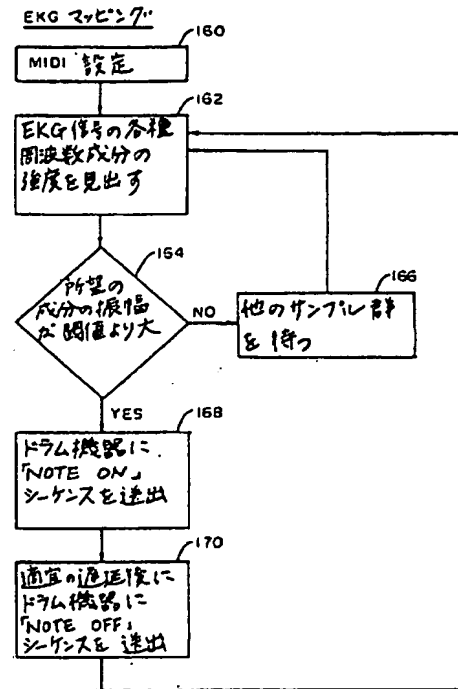 EKG マッピング
160
MIDI 設定
162
EKG信号の各種
周波数成分の
強度を見出す
164
所望の
成分の振幅
が閾値より大
NO
166
他のサンプル群
を待つ
YES
168
ドラム機器に
「NOTE ON」
シーケンスを送出
170
適宜の遅延後に
ドラム機器に
「NOTE OFF」
シーケンスを送出